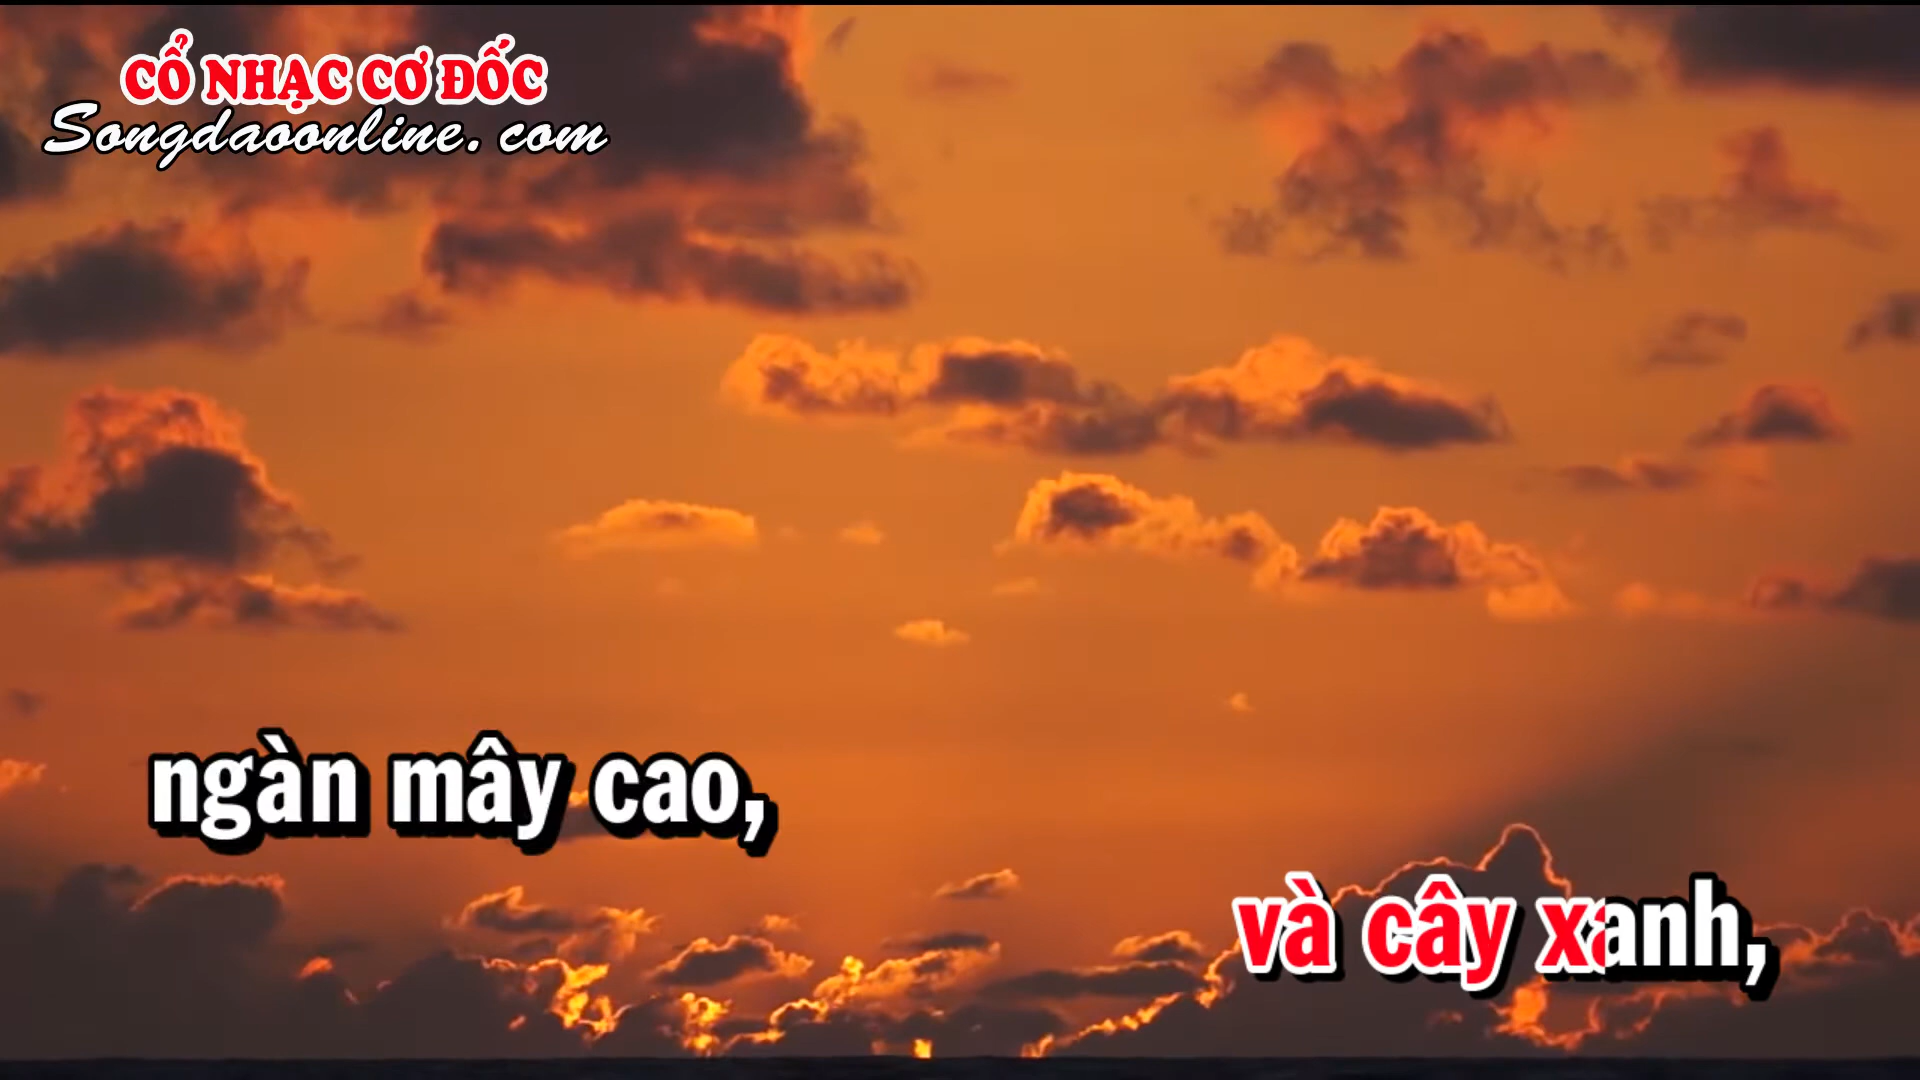 CỔ NHẠC CƠ ĐỐC
Songdaoonline.com
ngàn mây cao,
và cây xanh,